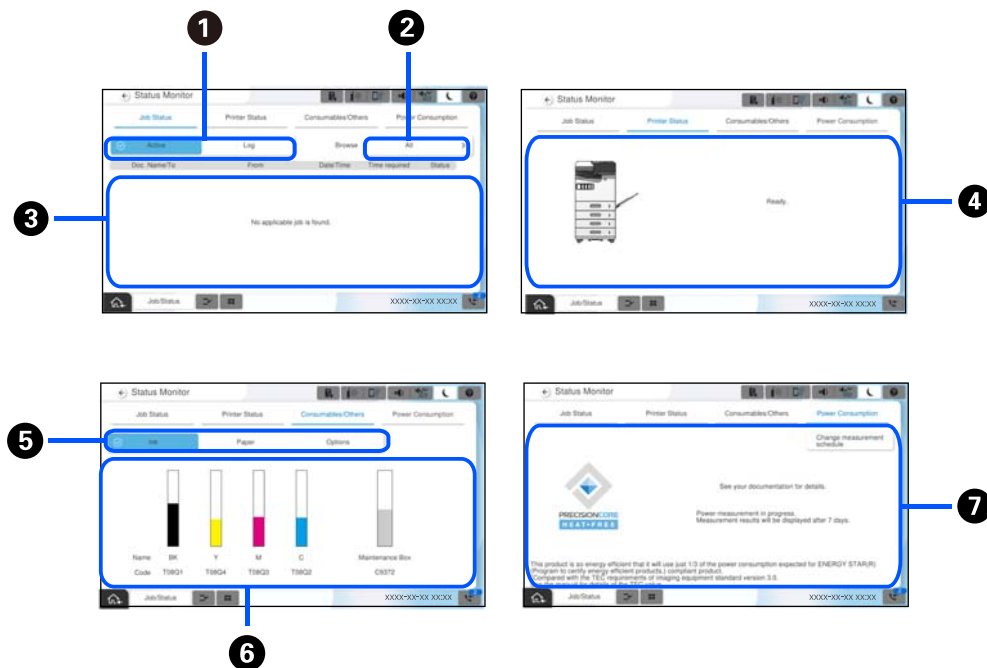 1
2
Status Monitor
Job Status Printer Status Consumables/Others Power Consumption
Active Log Browse All
Doc. Name/To From Date/Time Time required Status
3
No applicable job is found.
Job/Status XXXX-XX-XX XX:XX
Status Monitor
Job Status Printer Status Consumables/Others Power Consumption
4
Ready.
Job/Status XXXX-XX-XX XX:XX
Status Monitor
Job Status Printer Status Consumables/Others Power Consumption
5
Ink Paper Options
Name BK Y M C Maintenance Box
Code T08Q1 T08Q4 T08Q3 T08Q2 C9372
Job/Status XXXX-XX-XX XX:XX
6
Status Monitor
Job Status Printer Status Consumables/Others Power Consumption
Change measurement
schedule
See your documentation for details.
7
PRECISIONCORE
HEAT-FREE
Power measurement in progress.
Measurement results will be displayed after 7 days.
This product is so energy efficient that it will use just 1/3 of the power consumption expected for ENERGY STAR(R)
(Program to certify energy efficient products.) compliant product.
Compared with the TEC requirements of imaging equipment standard version 3.0.
the manual for details of the TEC value.
Job/Status XXXX-XX-XX XX:XX